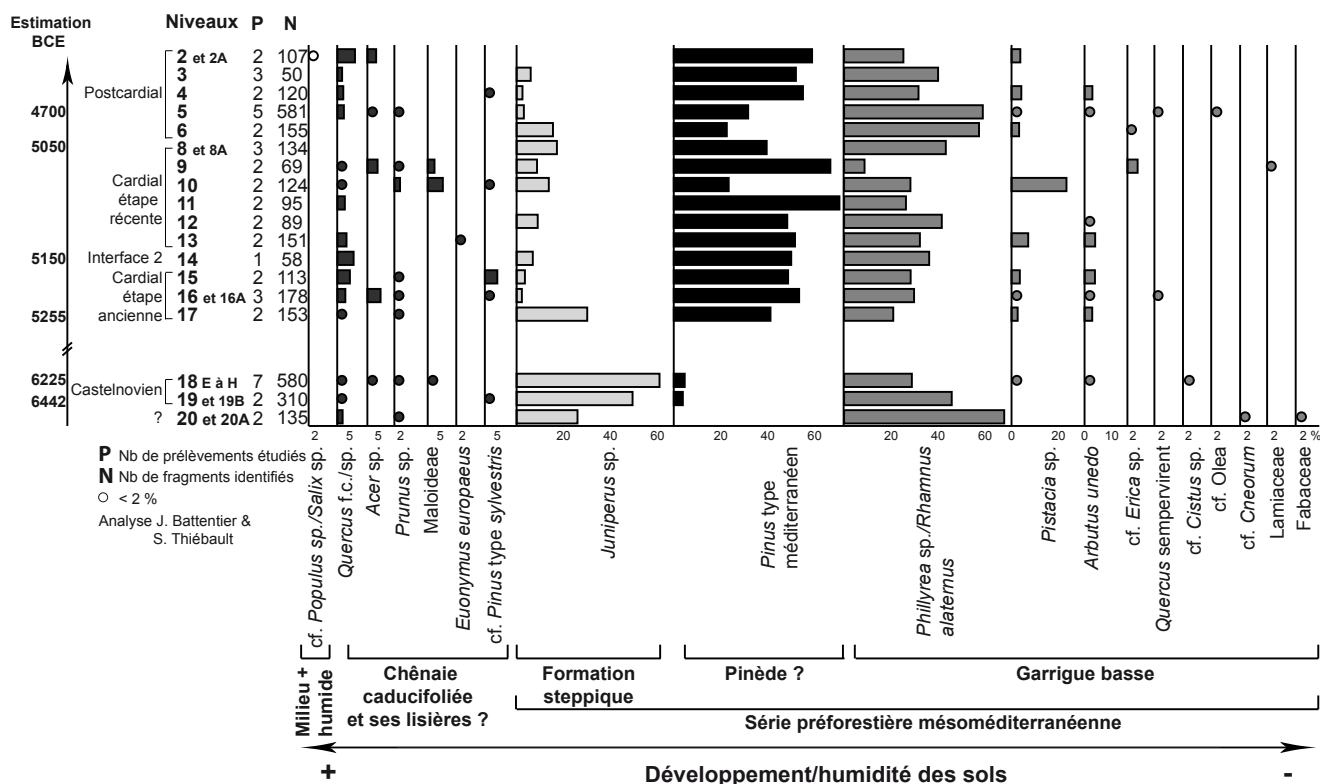 Estimation
BCE
Niveaux P N
2 et 2A 2 107
3 3 50
Postcardial 4 2 120
4700 5 5 581
6 2 155
5050 8 et 8A 3 134
9 2 69
Cardial
étape
récente
10 2 124
11 2 95
12 2 89
13 2 151
5150 Interface 2 14 1 58
Cardial
étape
ancienne
15 2 113
16 et 16A 3 178
5255 17 2 153
6225 Castelnovien 18 E à H 7 580
6442 19 et 19B 2 310
? 20 et 20A 2 135
2 5 5 2 5 2 5 20 60 20 60 20 40 60 0 20 0 10 2 2 2 2 2 2 2 %
P Nb de prélèvements étudiés
N Nb de fragments identifiés
< 2 %
Analyse J. Battentier &
S. Thiébault
cf. Populus sp./Salix sp.
Quercus f.c./sp.
Acer sp.
Prunus sp.
Maloideae
Euonymus europaeus
cf. Pinus type sylvestris
Juniperus sp.
Pinus type
méditerranéen
Phillyrea sp./Rhamnus
alaternus
Pistacia sp.
Arbutus unedo
cf. Erica sp.
Quercus sempervirent
cf. Cistus sp.
cf. Olea
cf. Cneorum
Lamiaceae
Fabaceae
Milieu +
humide
Chênaie
caducifoliée
et ses lisières ?
Formation
steppique
Pinède ?
Garrigue basse
Série préforestière mésoméditerranéenne
+ Développement/humidité des sols -